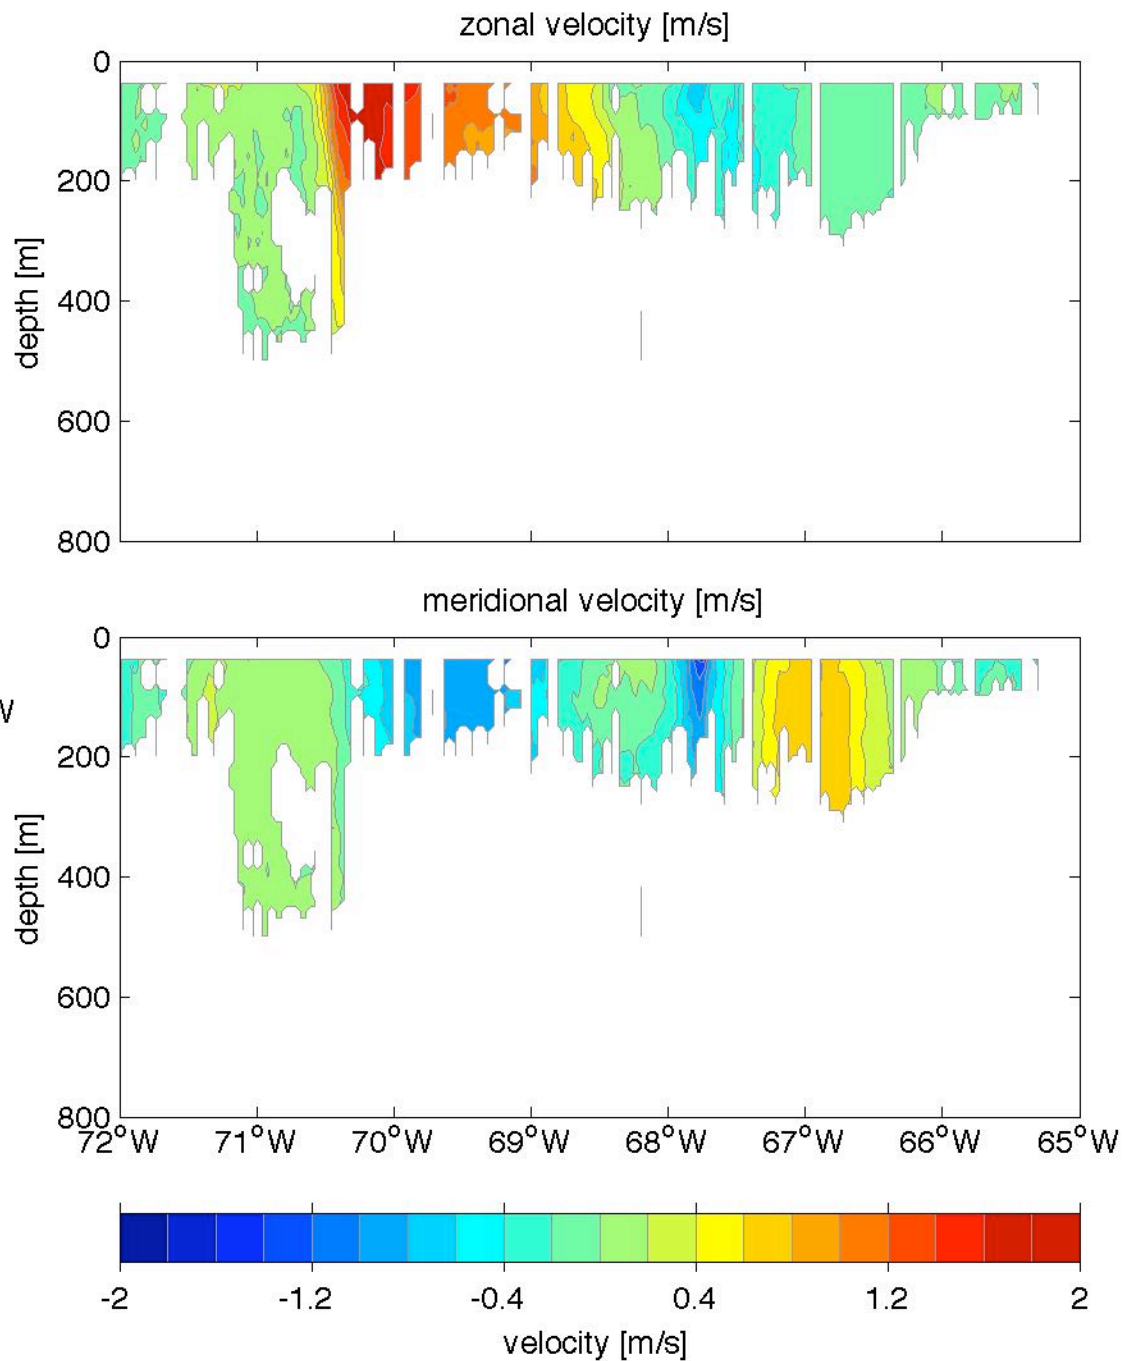 zonal velocity [m/s]
0
200
400
600
800
depth [m]
meridional velocity [m/s]
0
W
200
400
600
800
depth [m]
72°W 71°W 70°W 69°W 68°W 67°W 66°W 65°W
-2 -1.2 -0.4 0.4 1.2 2
velocity [m/s]